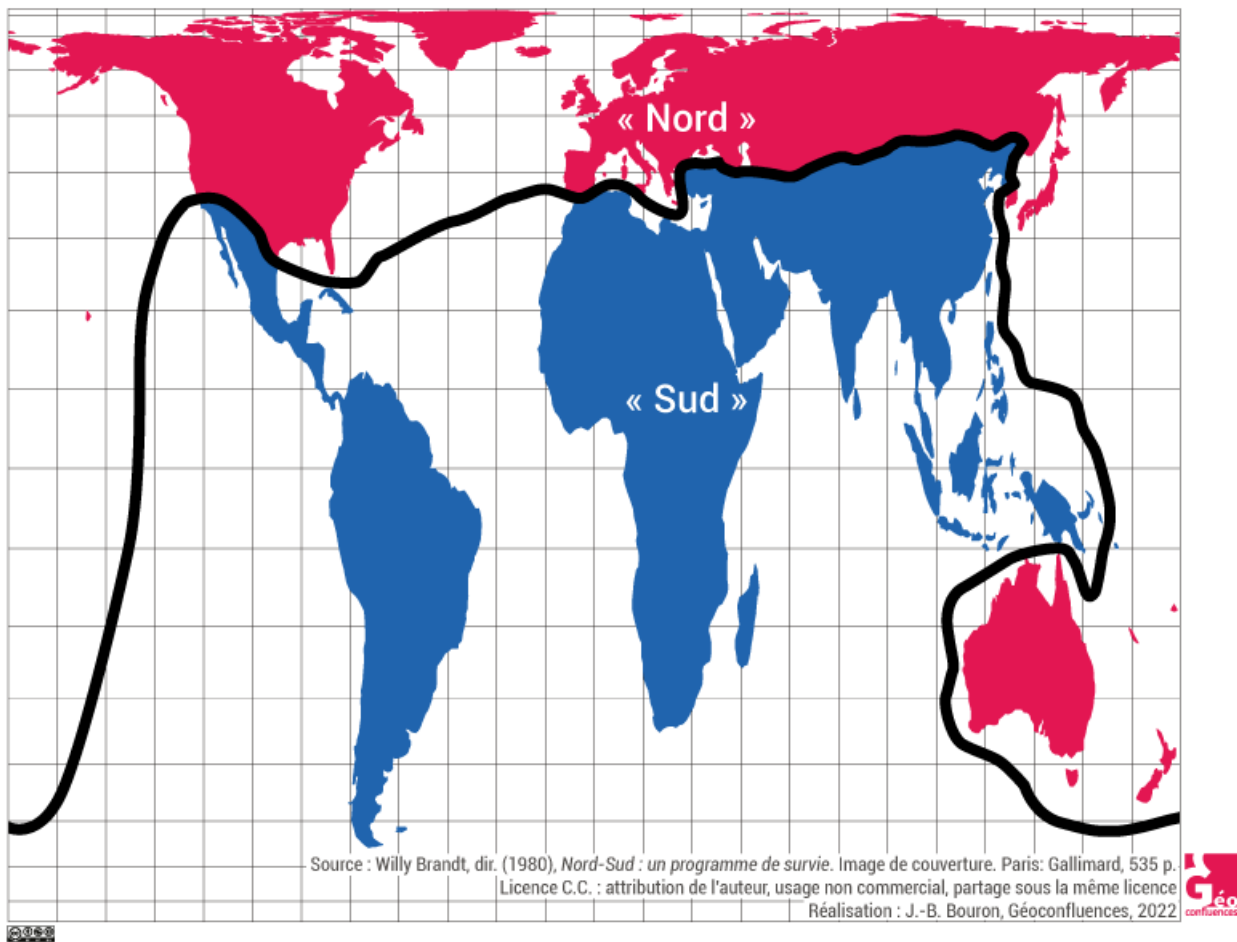 « Nord »
« Sud »
Source : Willy Brandt, dir. (1980), Nord-Sud : un programme de survie. Image de couverture. Paris: Gallimard, 535 p.
Licence C.C. : attribution de l'auteur, usage non commercial, partage sous la même licence
Réalisation : J.-B. Bouron, Géoconfluences, 2022
Géo
confluences